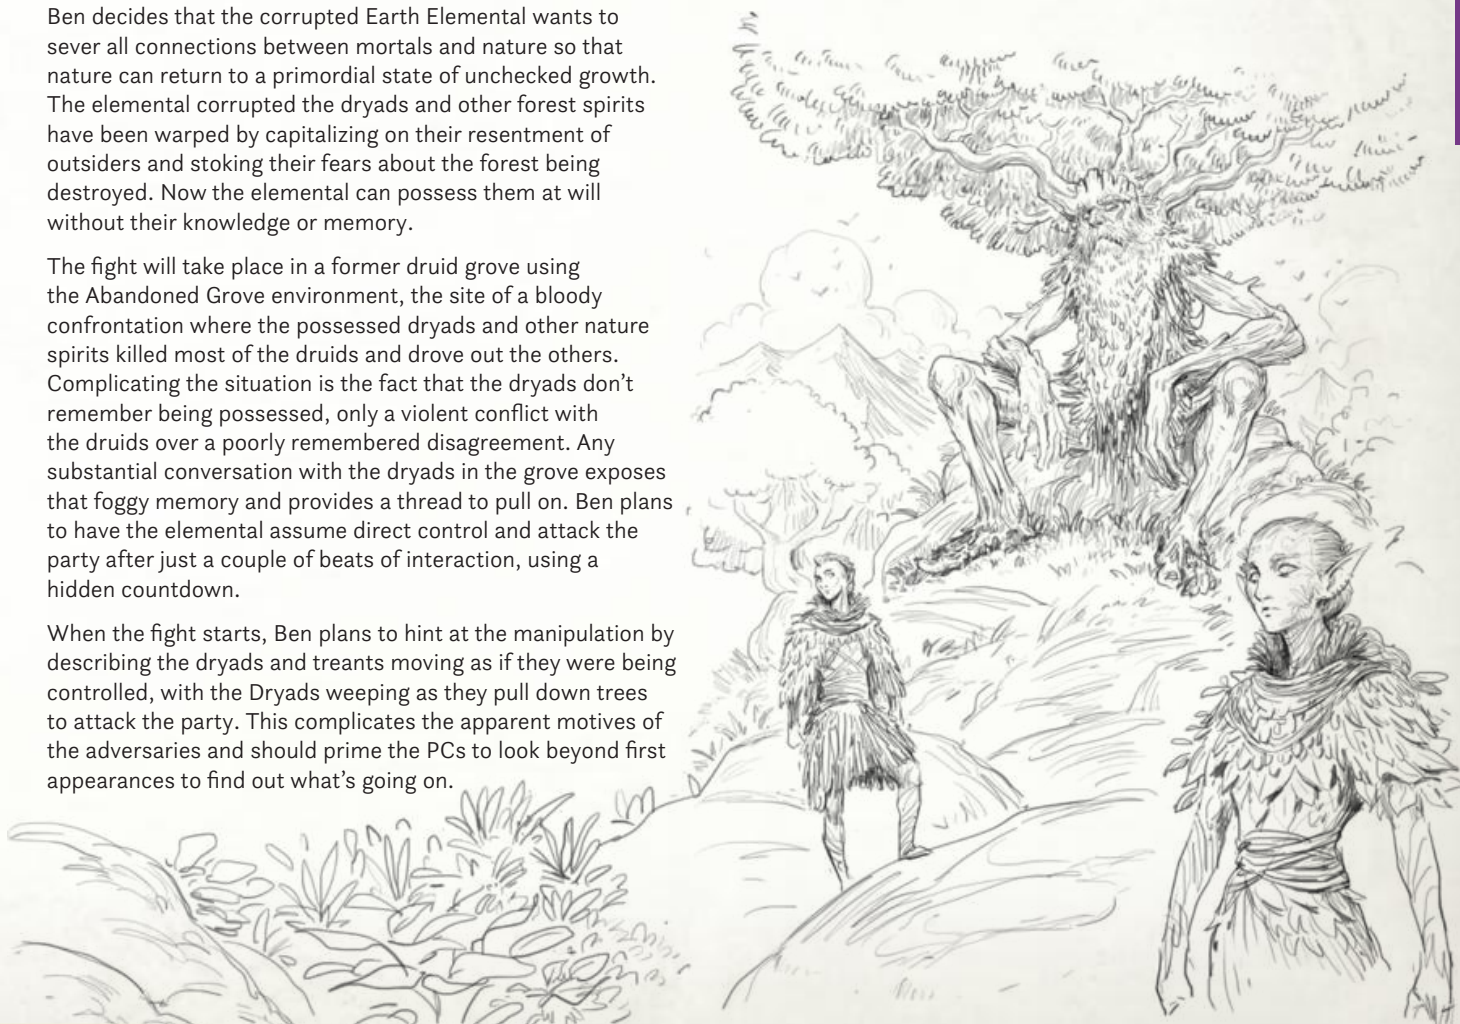 Ben decides that the corrupted Earth Elemental wants to
sever all connections between mortals and nature so that
nature can return to a primordial state of unchecked growth.
The elemental corrupted the dryads and other forest spirits
have been warped by capitalizing on their resentment of
outsiders and stoking their fears about the forest being
destroyed. Now the elemental can possess them at will
without their knowledge or memory.
The fight will take place in a former druid grove using
the Abandoned Grove environment, the site of a bloody
confrontation where the possessed dryads and other nature
spirits killed most of the druids and drove out the others.
Complicating the situation is the fact that the dryads don’t
remember being possessed, only a violent conflict with
the druids over a poorly remembered disagreement. Any
substantial conversation with the dryads in the grove exposes
that foggy memory and provides a thread to pull on. Ben plans
to have the elemental assume direct control and attack the
party after just a couple of beats of interaction, using a
hidden countdown.
When the fight starts, Ben plans to hint at the manipulation by
describing the dryads and treants moving as if they were being
controlled, with the Dryads weeping as they pull down trees
to attack the party. This complicates the apparent motives of
the adversaries and should prime the PCs to look beyond first
appearances to find out what’s going on.